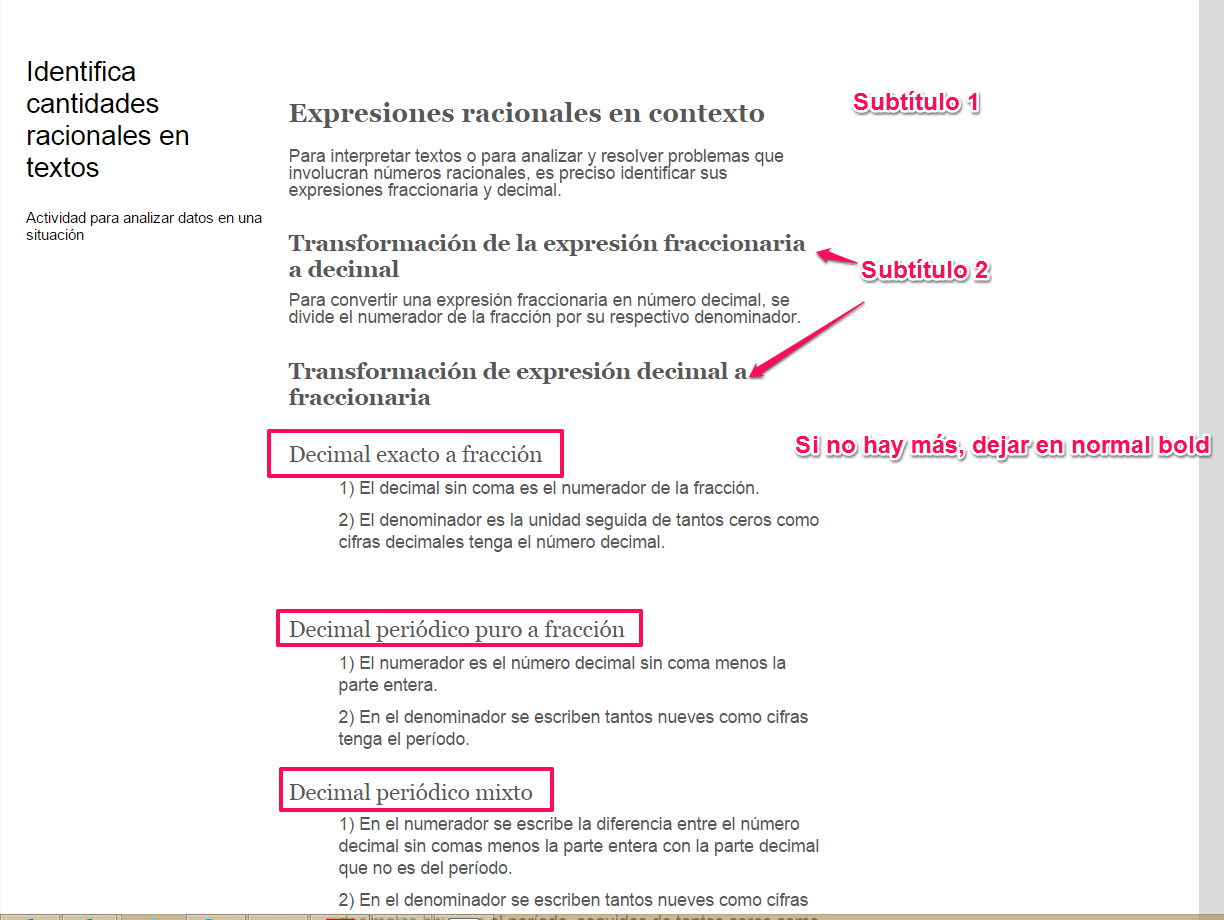 Identifica
cantidades
racionales en
textos
Actividad para analizar datos en una
situación
Expresiones racionales en contexto
Subtítulo 1
Para interpretar textos o para analizar y resolver problemas que
involucran números racionales, es preciso identificar sus
expresiones fraccionaria y decimal.
Transformación de la expresión fraccionaria
a decimal
Subtítulo 2
Para convertir una expresión fraccionaria en número decimal, se
divide el numerador de la fracción por su respectivo denominador.
Transformación de expresión decimal a
fraccionaria
Decimal exacto a fracción
Si no hay más, dejar en normal bold
1) El decimal sin coma es el numerador de la fracción.
2) El denominador es la unidad seguida de tantos ceros como
cifras decimales tenga el número decimal.
Decimal periódico puro a fracción
1) El numerador es el número decimal sin coma menos la
parte entera.
2) En el denominador se escriben tantos nueves como cifras
tenga el período.
Decimal periódico mixto
1) En el numerador se escribe la diferencia entre el número
decimal sin comas menos la parte entera con la parte decimal
que no es del período.
2) En el denominador se escriben tantos nueves como cifras